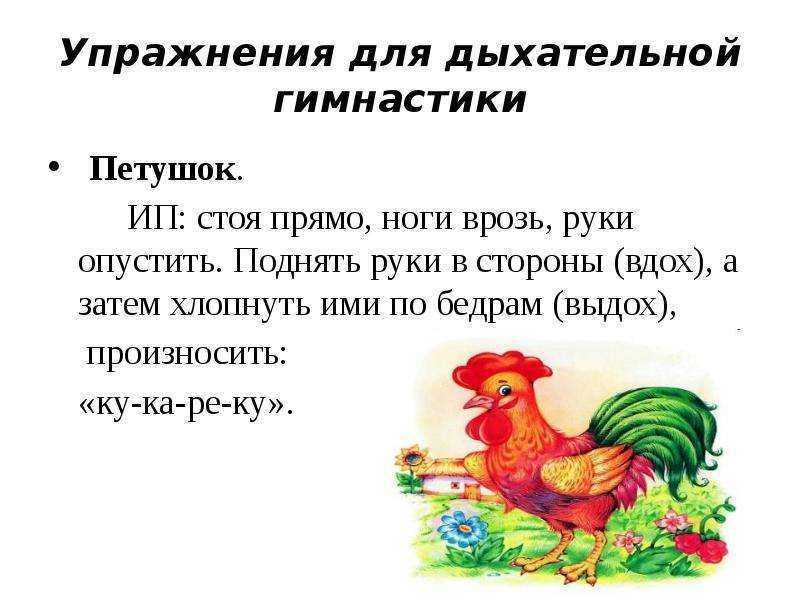 Упражнения для дыхательной
гимнастики
• Петушок.
ИП: стоя прямо, ноги врозь, руки
опустить. Поднять руки в стороны (вдох), а
затем хлопнуть ими по бедрам (выдох),
произносить:
«ку-ка-ре-ку».